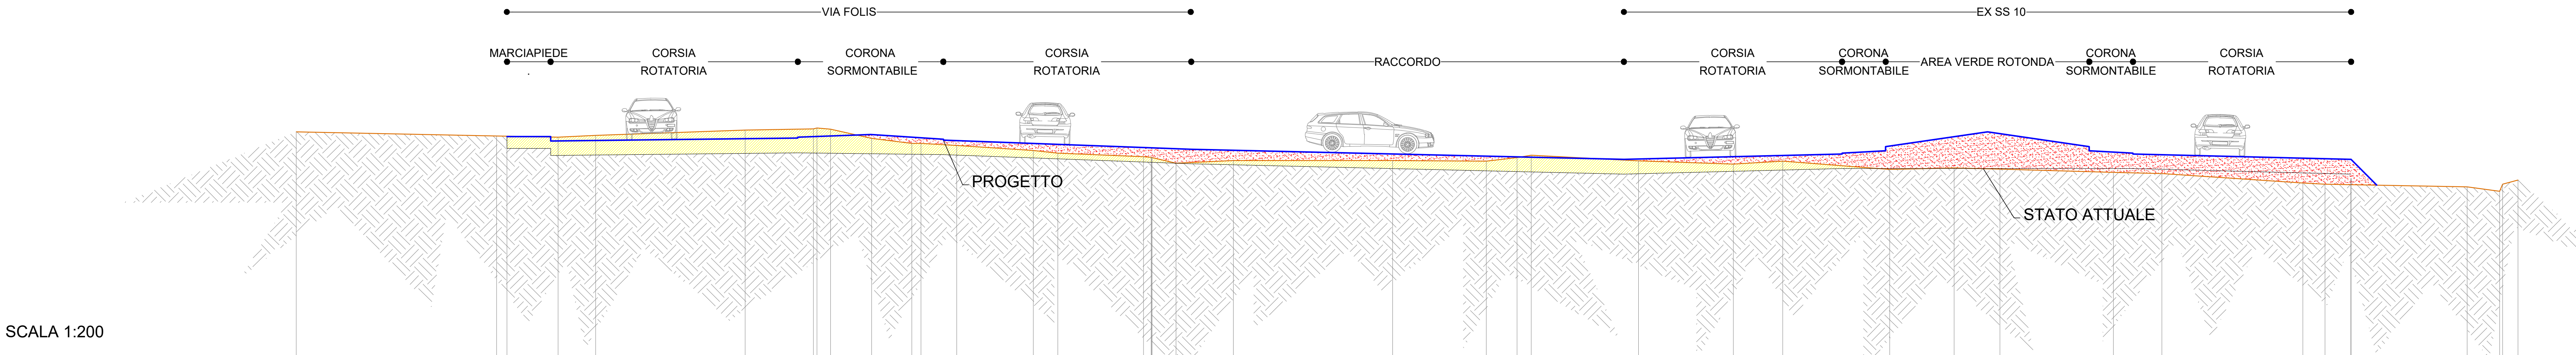 VIA FOLIS
EX SS 10
MARCIAPIEDE
.
CORSIA
ROTATORIA
CORONA
SORMONTABILE
CORSIA
ROTATORIA
RACCORDO
CORSIA
ROTATORIA
CORONA
SORMONTABILE
AREA VERDE ROTONDA
CORONA
SORMONTABILE
CORSIA
ROTATORIA
PROGETTO
STATO ATTUALE
SCALA 1:200